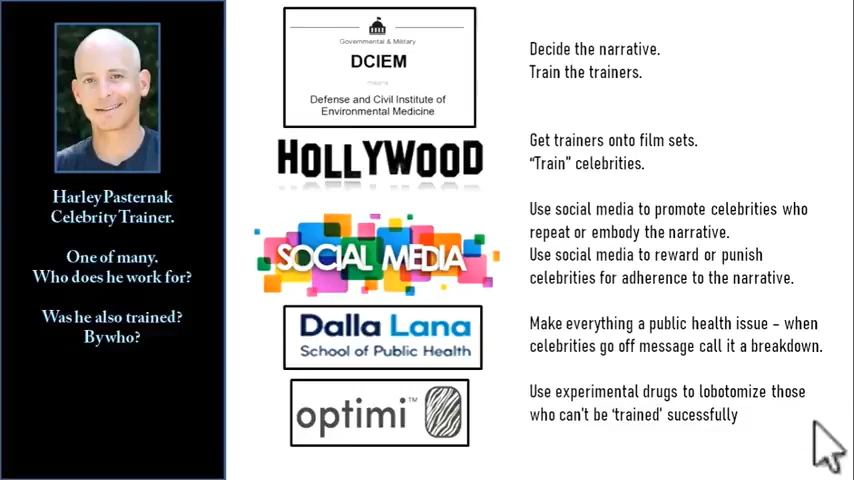 Harley Pasternak
Celebrity Trainer.
One of many.
Who does he work for?
Was he also trained?
By who?
Governmental & Military
DCIEM
Defense and Civil Institute of
Environmental Medicine
Decide the narrative.
Train the trainers.
HOLLYWOOD
Get trainers onto film sets.
“Train” celebrities.
SOCIAL MEDIA
Use social media to promote celebrities who
repeat or embody the narrative.
Use social media to reward or punish
celebrities for adherence to the narrative.
Dalla Lana
School of Public Health
Make everything a public health issue – when
celebrities go off message call it a breakdown.
optimi™
Use experimental drugs to lobotomize those
who can’t be ‘trained’ sucessfully